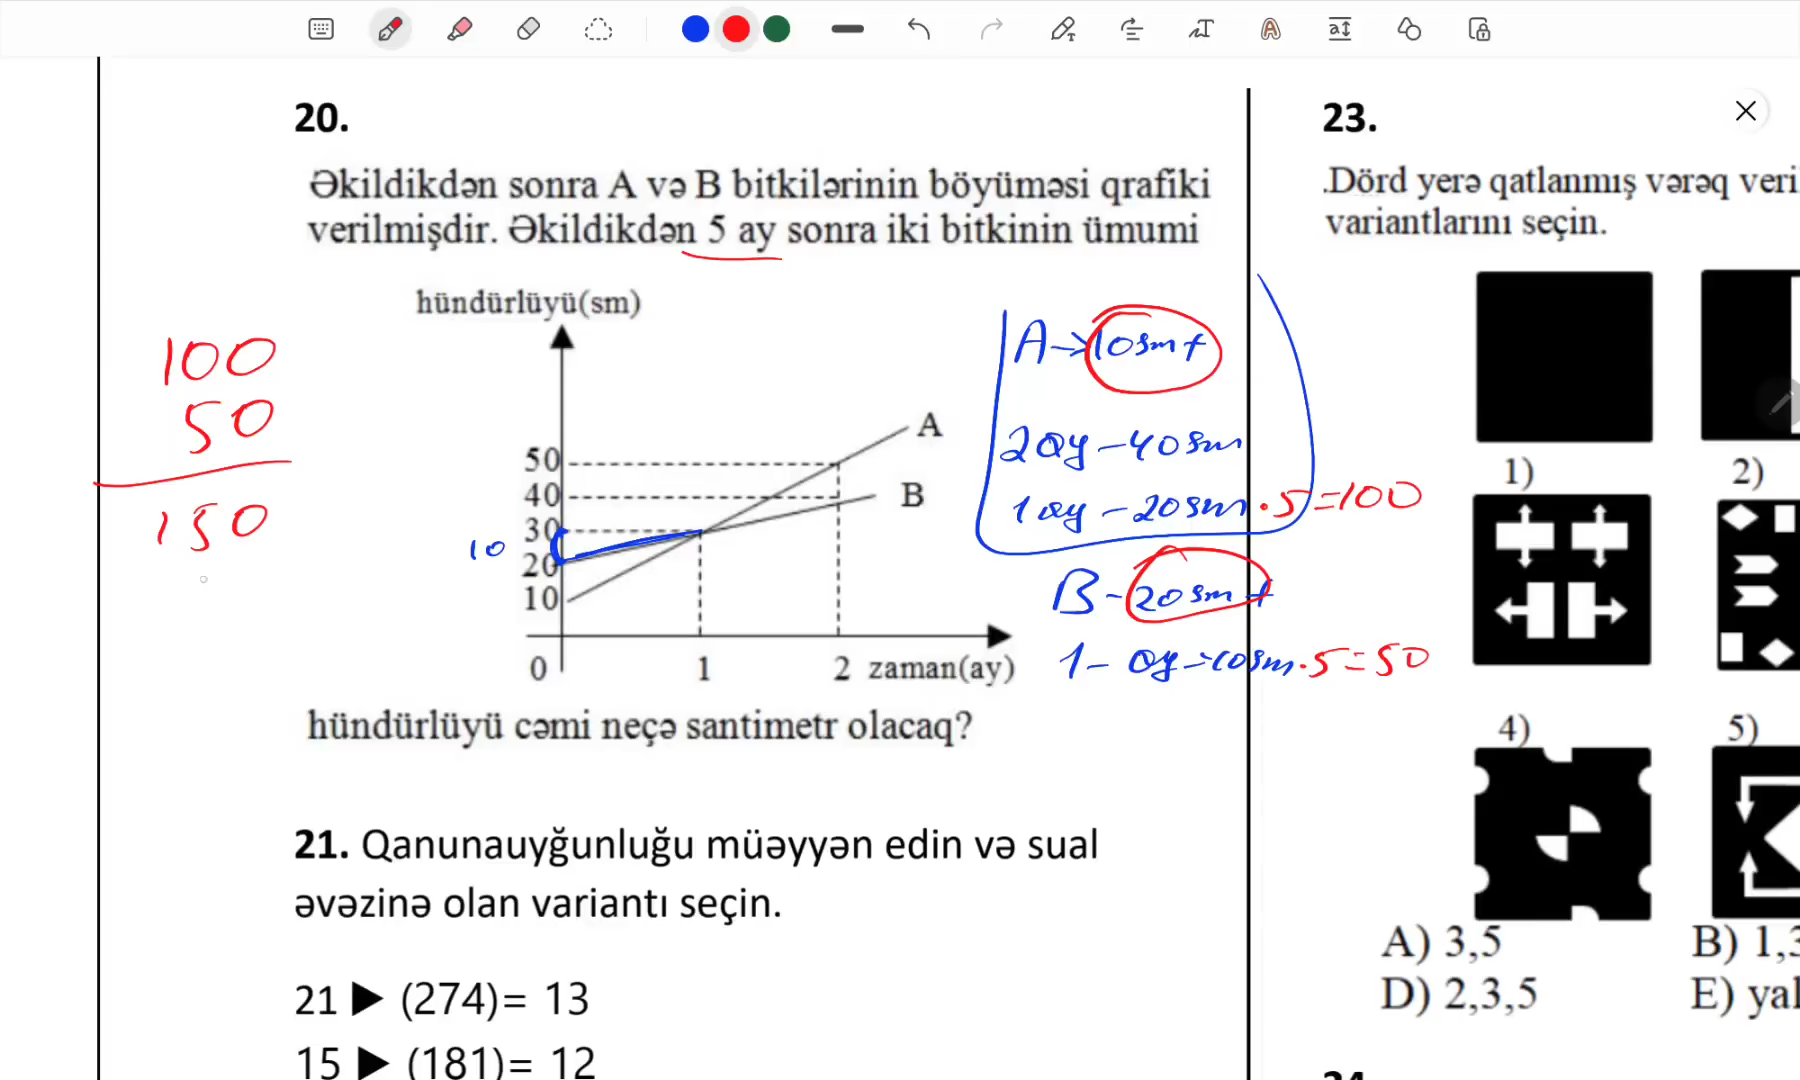 20.
Əkildikdən sonra A və B bitkilərinin böyüməsi qrafiki
verilmişdir. Əkildikdən 5 ay sonra iki bitkinin ümumi
hündürlüyü(sm)
50
40
30
20
10
0
1
2
zaman(ay)
A
B
10
100
50
150
A→10sm+
2ay-40sm
1ay-20sm·5=100
B-20sm+
1-ay-10sm·5=50
hündürlüyü cəmi neçə santimetr olacaq?
21. Qanunauyğunluğu müəyyən edin və sual
əvəzinə olan variantı seçin.
21 ▶ (274)= 13
15 ▶ (181)= 12
23.
.Dörd yerə qatlanmış vərəq veri
variantlarını seçin.
1)
2)
4)
5)
A) 3,5
B) 1,3
D) 2,3,5
E) yal